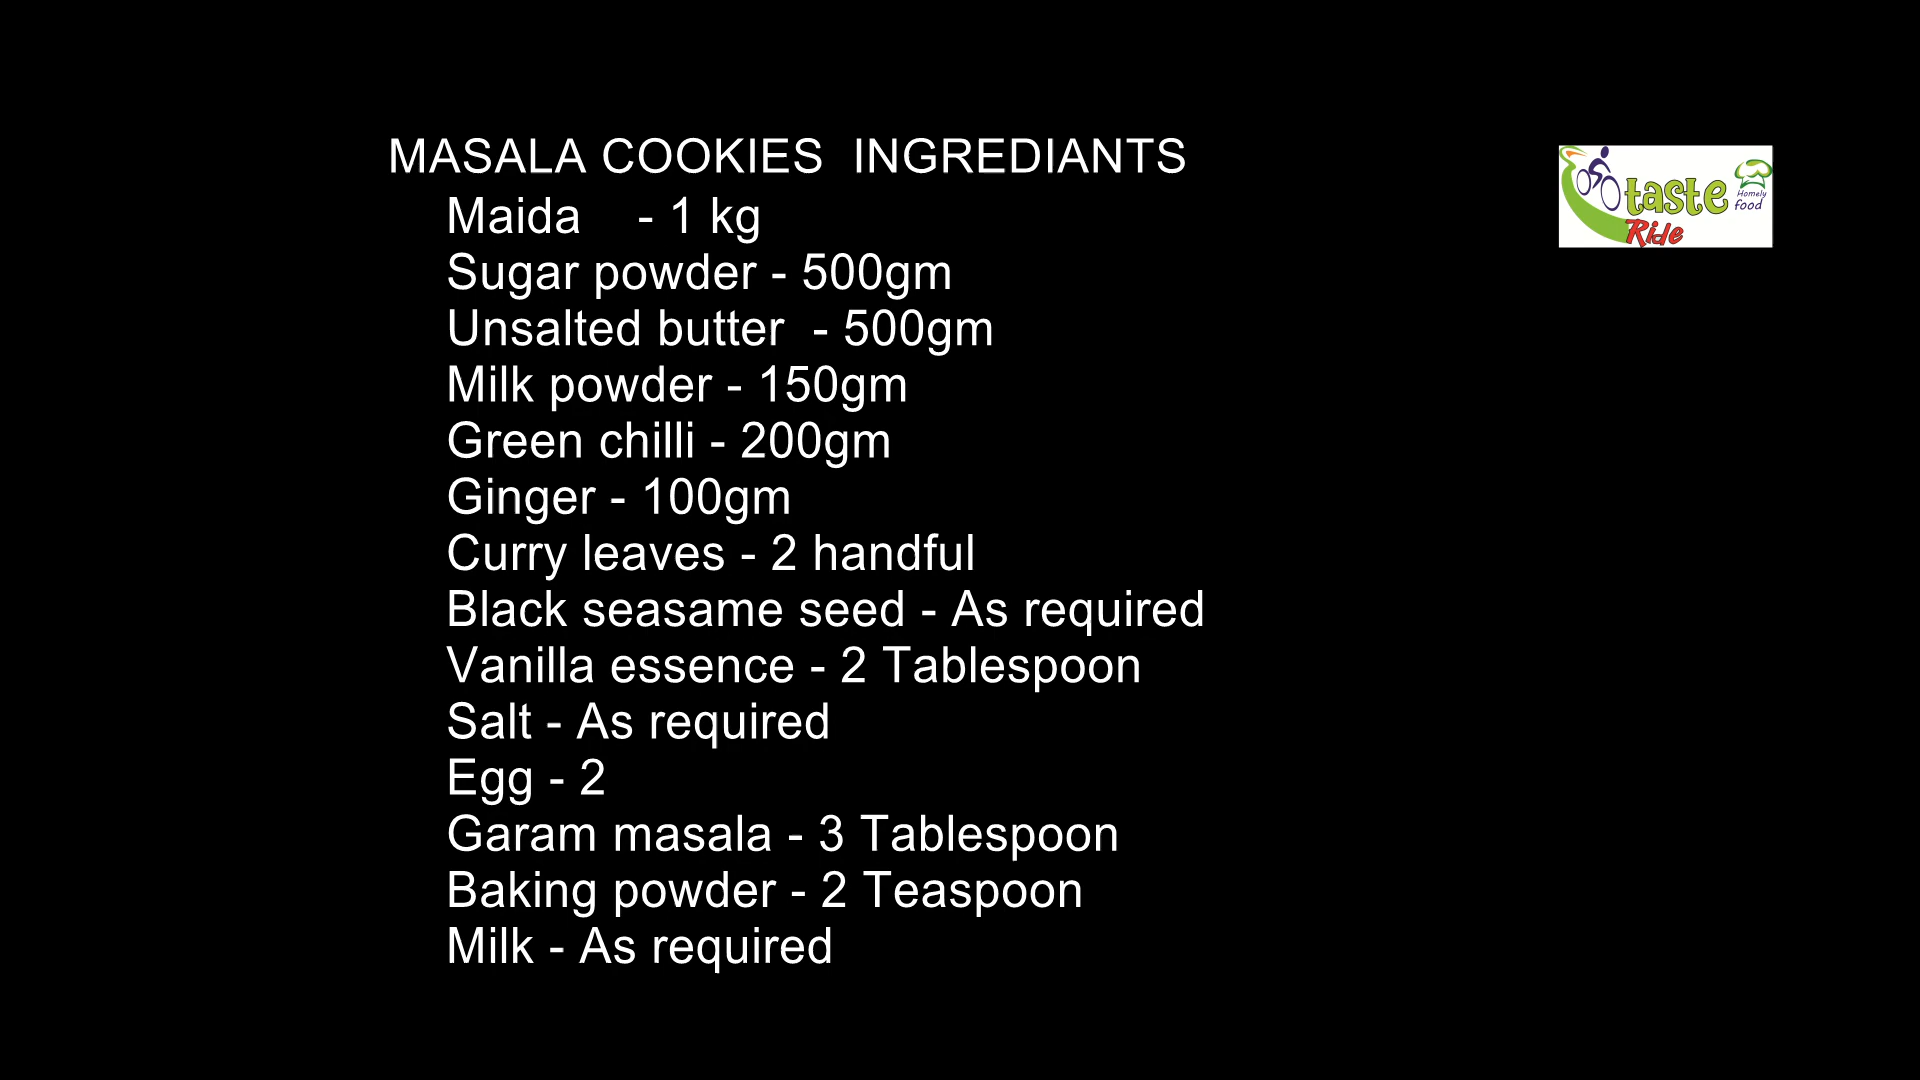 MASALA COOKIES  INGREDIANTS
Maida    - 1 kg
Sugar powder - 500gm
Unsalted butter  - 500gm
Milk powder - 150gm
Green chilli - 200gm
Ginger - 100gm
Curry leaves - 2 handful
Black seasame seed - As required
Vanilla essence - 2 Tablespoon
Salt - As required
Egg - 2
Garam masala - 3 Tablespoon
Baking powder - 2 Teaspoon
Milk - As required
taste
Ride
Homely
food